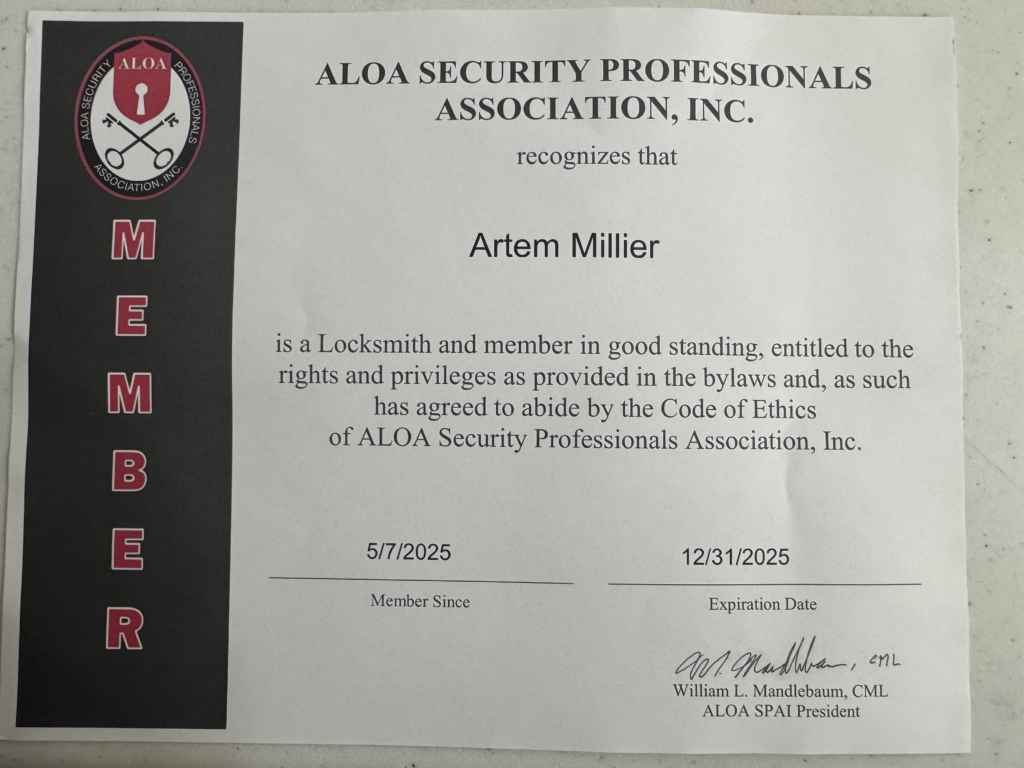 ALOA
ALOA SECURITY PROFESSIONALS
ASSOCIATION, INC.
MEMBER
ALOA SECURITY PROFESSIONALS
ASSOCIATION, INC.
recognizes that
Artem Millier
is a Locksmith and member in good standing, entitled to the
rights and privileges as provided in the bylaws and, as such
has agreed to abide by the Code of Ethics
of ALOA Security Professionals Association, Inc.
5/7/2025
Member Since
12/31/2025
Expiration Date
Wm. Mandlebaum, CML
William L. Mandlebaum, CML
ALOA SPAI President